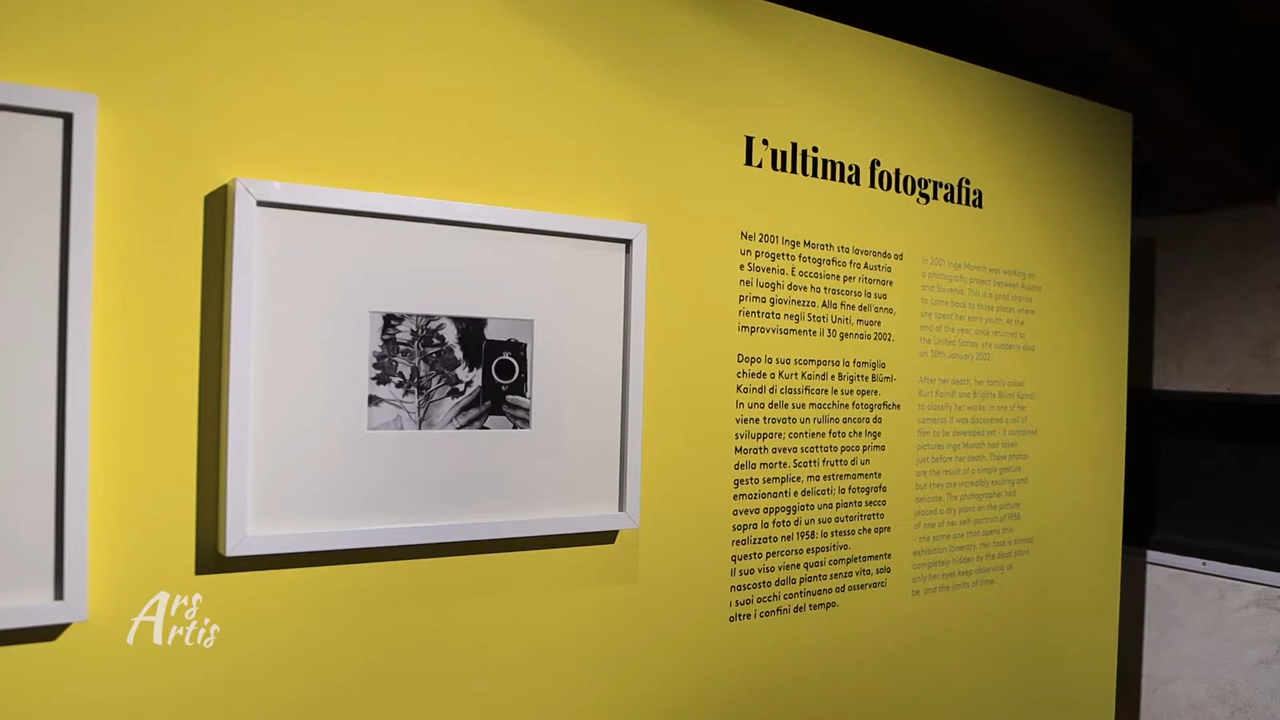 L'ultima fotografia
Nel 2001 Inge Morath sta lavorando ad
un progetto fotografico fra Austria
e Slovenia. È occasione per ritornare
nei luoghi dove ha trascorso la sua
prima giovinezza. Alla fine dell'anno,
rientrata negli Stati Uniti, muore
improvvisamente il 30 gennaio 2002.
Dopo la sua scomparsa la famiglia
chiede a Kurt Kaindl e Brigitte Blüml-
Kaindl di classificare le sue opere.
In una delle sue macchine fotografiche
viene trovato un rullino ancora da
sviluppare; contiene foto che Inge
Morath aveva scattato poco prima
della morte. Scatti frutto di un
gesto semplice, ma estremamente
emozionanti e delicati; la fotografa
aveva appoggiato una pianta secca
sopra la foto di un suo autoritratto
realizzato nel 1958: lo stesso che apre
questo percorso espositivo.
Il suo viso viene quasi completamente
nascosto dalla pianta senza vita, solo
i suoi occhi continuano ad osservarci
oltre i confini del tempo.
In 2001 Inge Morath was working on
a photografic project between Austria
and Slovenia. This is a good chance
to come back to those places where
she spent her early youth. At the
end of the year, once returned to
the United States, she suddenly died
on 30th January 2002.
After her death, her family asked
Kurt Kaindl and Brigitte Blüml Kaindl
to classify her works: in one of her
cameras it was discovered a roll of
film to be developed yet - it contained
pictures Inge Morath had taken
just before her death. Those photos
are the result of a simple gesture
but they are incredibly exciting and
delicate. The photographer had
placed a dry plant on the picture
of one of her self-portrait of 1958
- the same one that opens this
exhibition itinerary. Her face is almost
completely hidden by the dead plant
only her eyes keep observing us
and the limits of time.
Ars
Artis